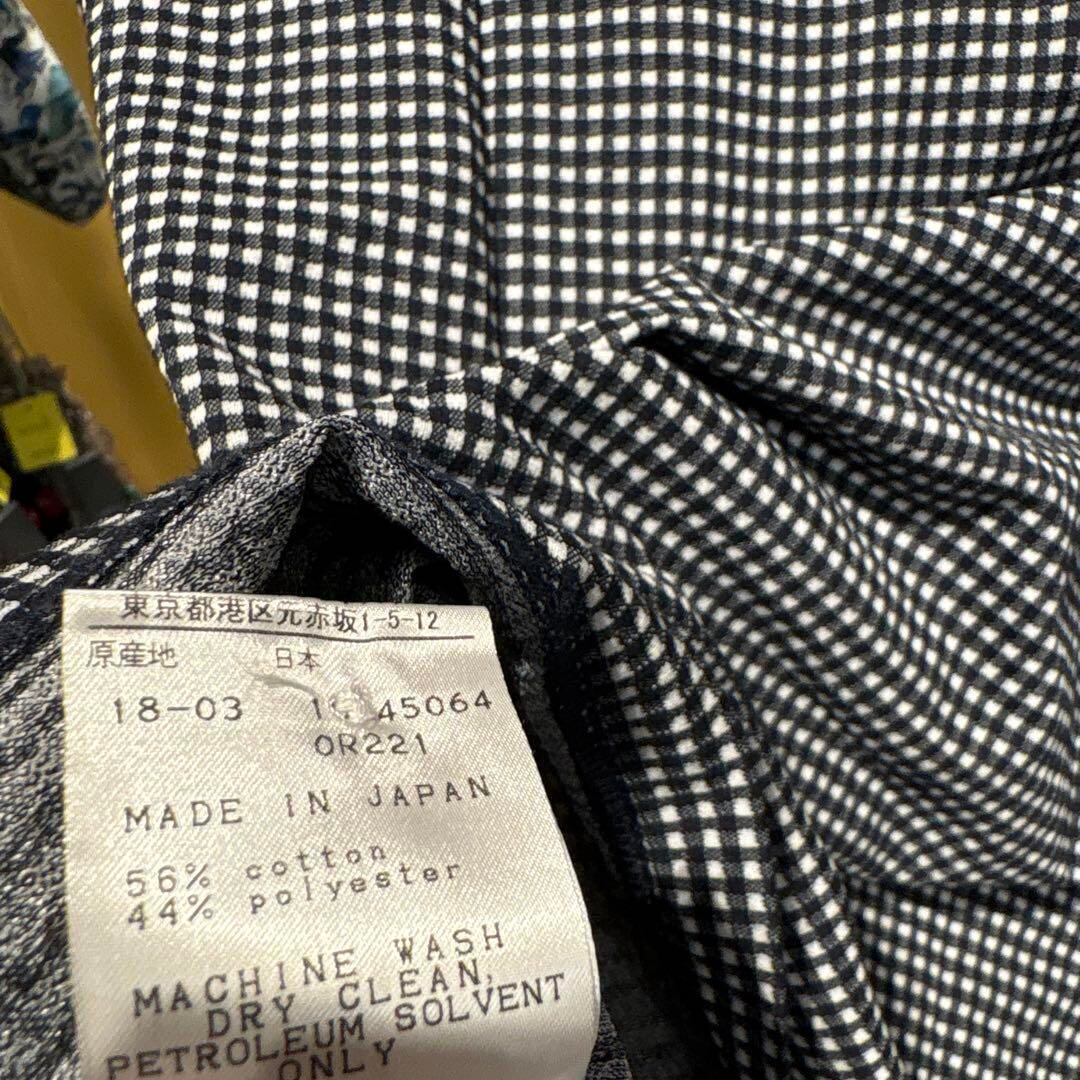 東京都港区元赤坂1-5-12
原産地 日本
18-03 45064
OR221
MADE IN JAPAN
56% cotton
44% polyester
MACHINE WASH
DRY CLEAN,
PETROLEUM SOLVENT
ONLY